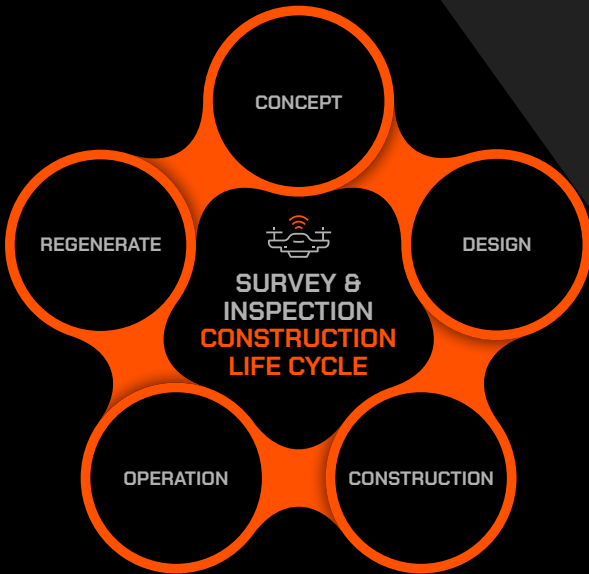 CONCEPT
REGENERATE
DESIGN
SURVEY &
INSPECTION
CONSTRUCTION
LIFE CYCLE
OPERATION
CONSTRUCTION